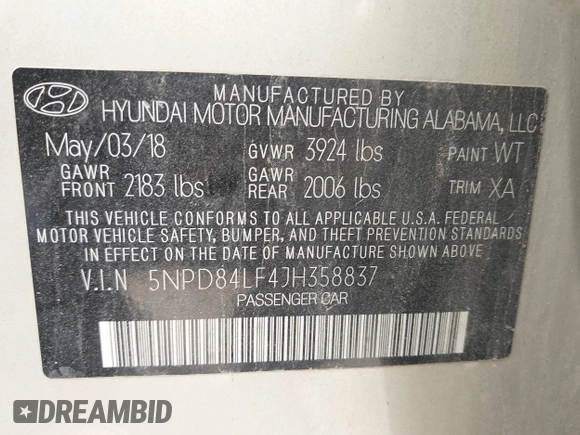 MANUFACTURED BY
HYUNDAI MOTOR MANUFACTURING ALABAMA, LLC
May/03/18 GVWR 3924 lbs PAINT WT
GAWR FRONT 2183 lbs GAWR REAR 2006 lbs TRIM XA
THIS VEHICLE CONFORMS TO ALL APPLICABLE U.S.A. FEDERAL
MOTOR VEHICLE SAFETY, BUMPER, AND THEFT PREVENTION STANDARDS
IN EFFECT ON THE DATE OF MANUFACTURE SHOWN ABOVE.
V.I.N 5NPD84LF4JH358837
PASSENGER CAR
DREAMBID